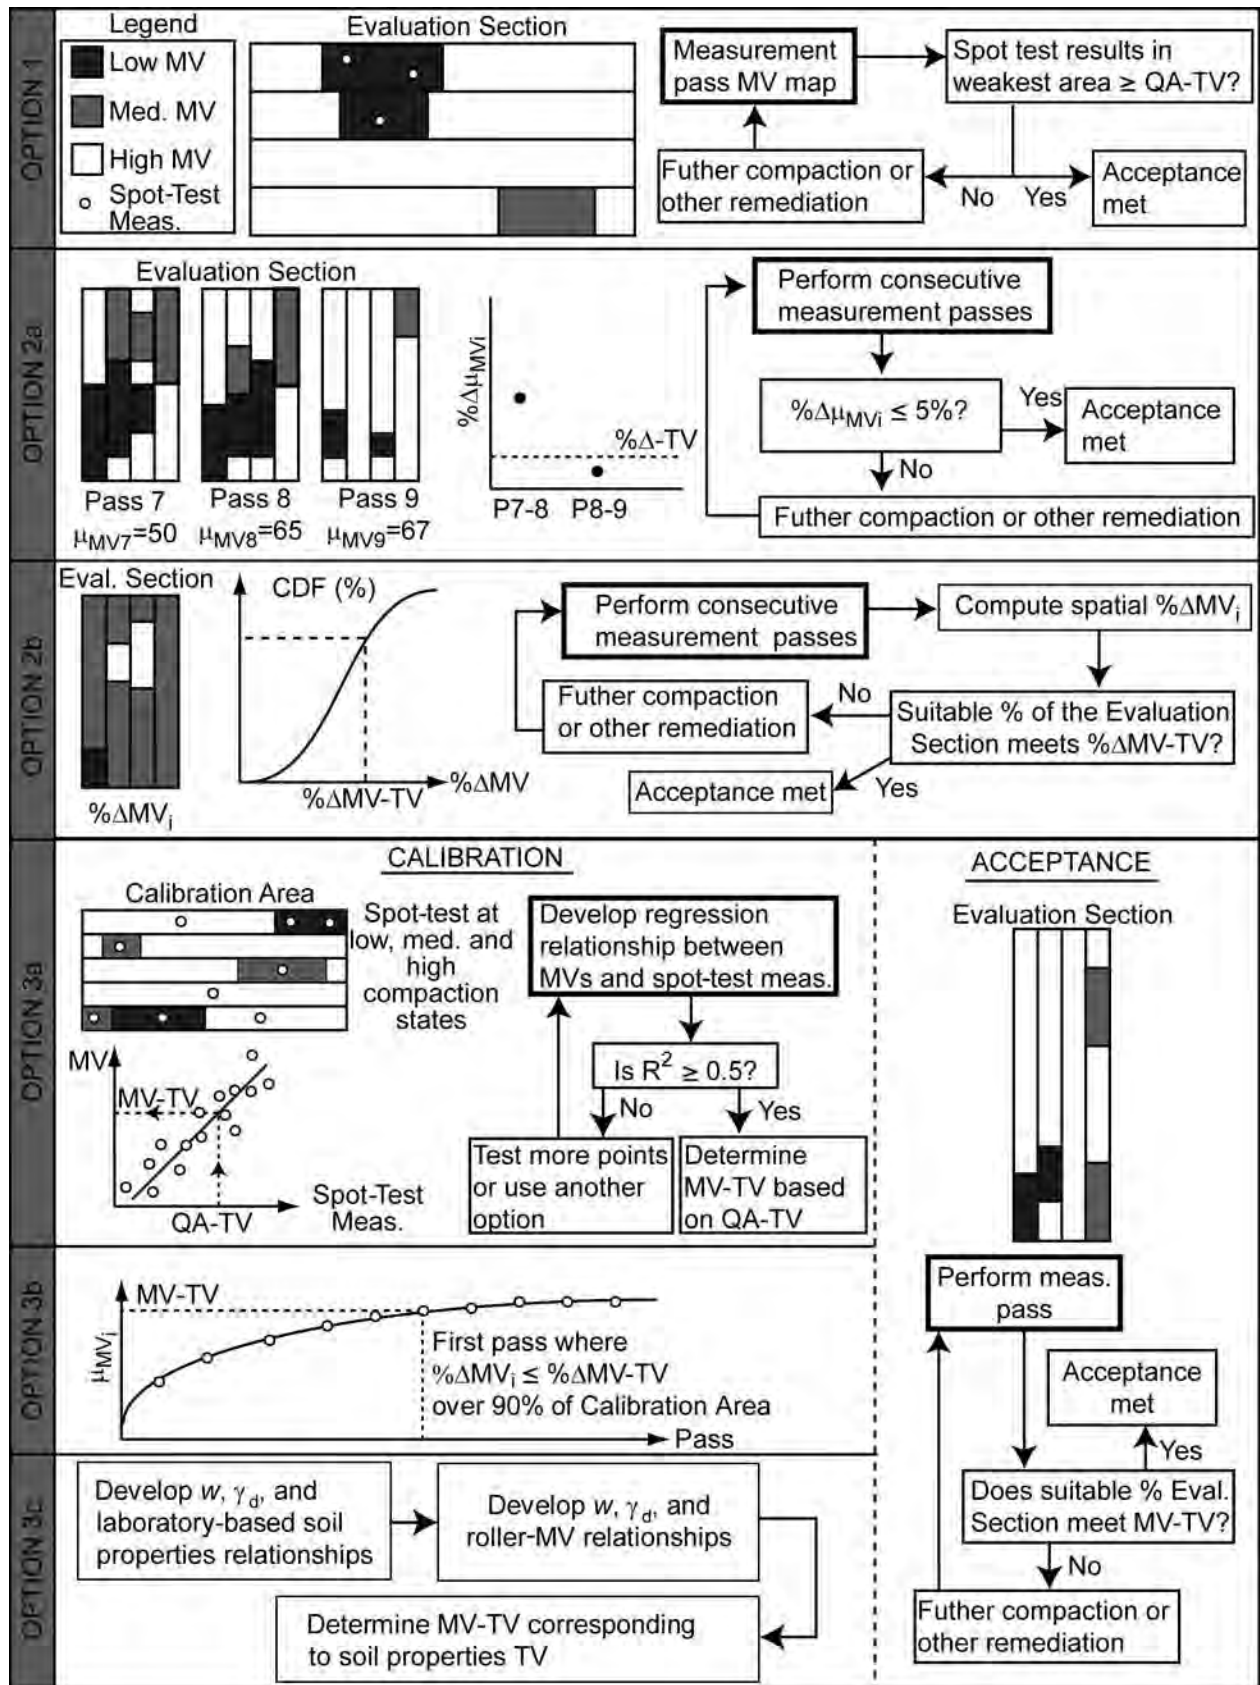 OPTION 1
Legend
Low MV
Med. MV
High MV
Spot-Test
Meas.
Evaluation Section
Measurement
pass MV map
Spot test results in
weakest area ≥ QA-TV?
Futher compaction or
other remediation
No
Yes
Acceptance
met
OPTION 2a
Evaluation Section
Pass 7
μMV7=50
Pass 8
μMV8=65
Pass 9
μMV9=67
%ΔμMVi
%Δ-TV
P7-8
P8-9
Perform consecutive
measurement passes
%ΔμMVi ≤ 5%?
Yes
Acceptance
met
No
Futher compaction or other remediation
OPTION 2b
Eval. Section
%ΔMVi
CDF (%)
%ΔMV-TV
%ΔMV
Perform consecutive
measurement passes
Compute spatial %ΔMVi
Futher compaction
or other remediation
No
Suitable % of the Evaluation
Section meets %ΔMV-TV?
Acceptance met
Yes
OPTION 3a
CALIBRATION
Calibration Area
Spot-test at
low, med. and
high
compaction
states
MV
MV-TV
QA-TV
Spot-Test
Meas.
Develop regression
relationship between
MVs and spot-test meas.
Is R2 ≥ 0.5?
No
Yes
Test more points
or use another
option
Determine
MV-TV based
on QA-TV
OPTION 3b
μMVi
MV-TV
First pass where
%ΔMVi ≤ %ΔMV-TV
over 90% of Calibration Area
Pass
OPTION 3c
Develop w, γd, and
laboratory-based soil
properties relationships
Develop w, γd, and
roller-MV relationships
Determine MV-TV corresponding
to soil properties TV
ACCEPTANCE
Evaluation Section
Perform meas.
pass
Acceptance
met
Yes
Does suitable % Eval.
Section meet MV-TV?
No
Futher compaction or
other remediation